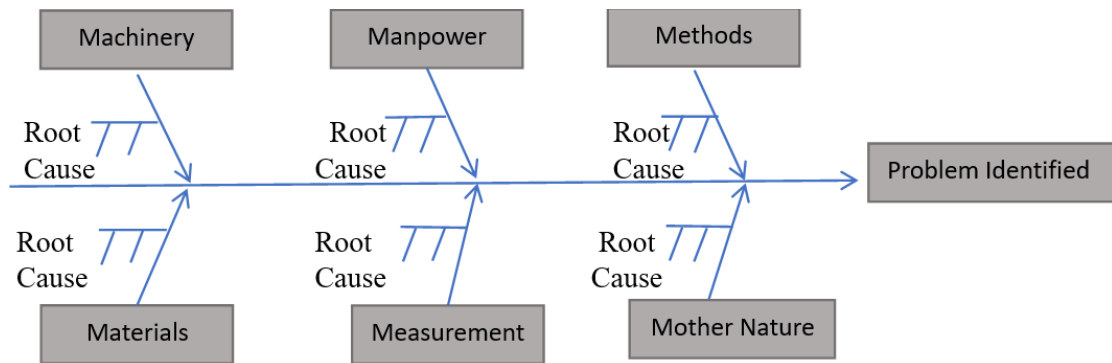 Machinery
Manpower
Methods
Root
Cause
Root
Cause
Root
Cause
Problem Identified
Root
Cause
Root
Cause
Root
Cause
Materials
Measurement
Mother Nature